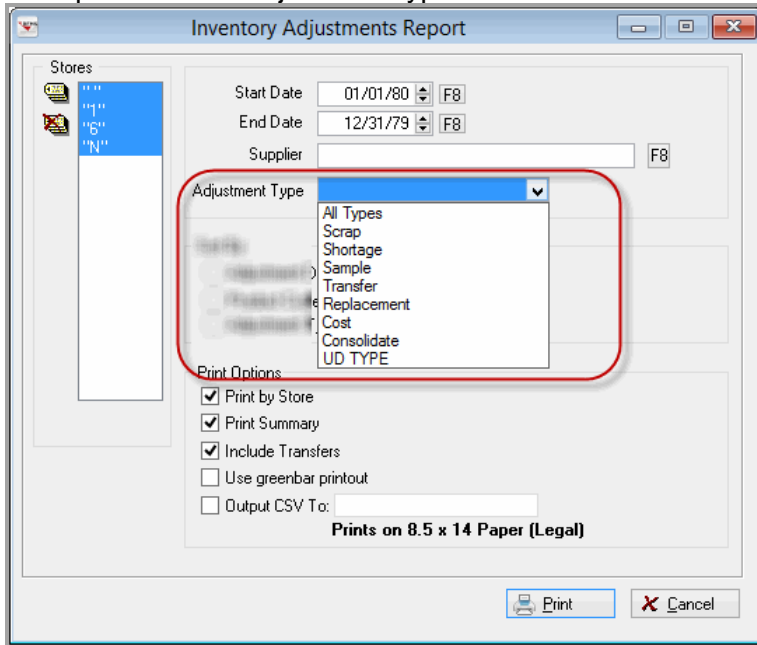 Inventory Adjustments Report
Stores
" "
"1"
"6"
"N"
Start Date 01/01/80 F8
End Date 12/31/79 F8
Supplier F8
Adjustment Type
All Types
Scrap
Shortage
Sample
Transfer
Replacement
Cost
Consolidate
UD TYPE
Print Options
Print by Store
Print Summary
Include Transfers
Use greenbar printout
Output CSV To:
Prints on 8.5 x 14 Paper (Legal)
Print Cancel